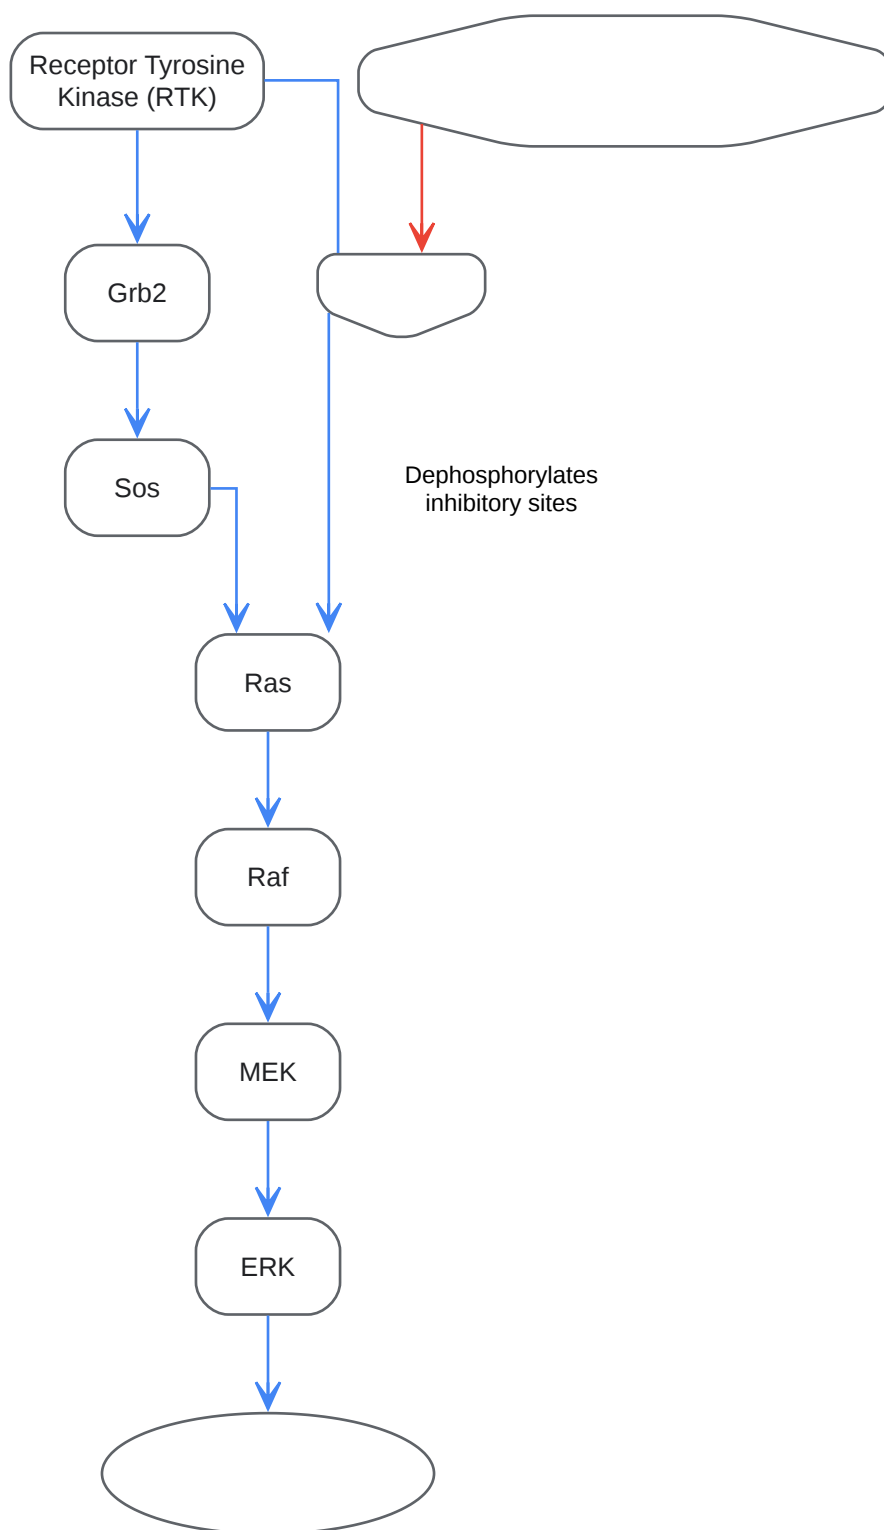 Receptor Tyrosine
Kinase (RTK)
Grb2
Sos
Dephosphorylates
inhibitory sites
Ras
Raf
MEK
ERK